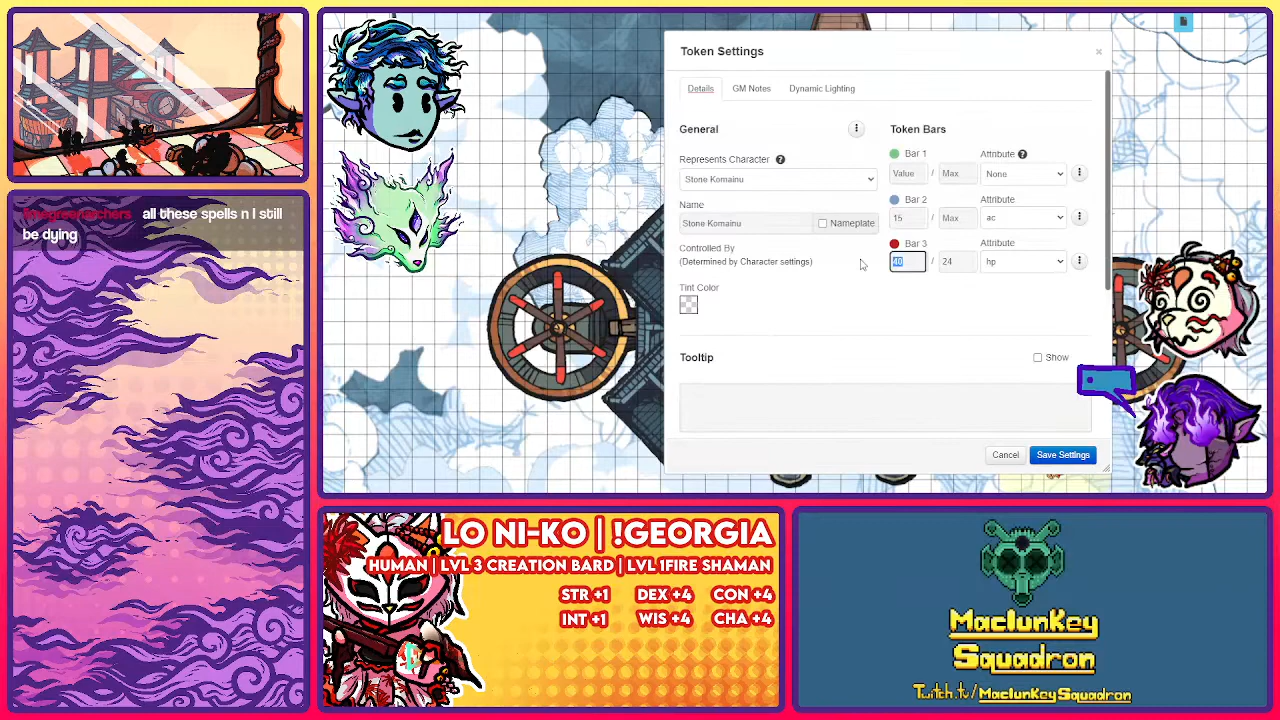 all these spells n I still
be dying
Token Settings
×
Details
GM Notes
Dynamic Lighting
General
Represents Character
Stone Komainu
Name
Stone Komainu
Nameplate
Controlled By
(Determined by Character settings)
Tint Color
Token Bars
Bar 1
Attribute
Value / Max
None
Bar 2
Attribute
15 / Max
ac
Bar 3
Attribute
40 / 24
hp
Tooltip
Show
Cancel
Save Settings
LO NI-KO | !GEORGIA
HUMAN | LVL 3 CREATION BARD | LVL 1FIRE SHAMAN
STR +1 DEX +4 CON +4
INT +1 WIS +4 CHA +4
MaclunKey
Squadron
Twitch.tv/MaclunkeySquadron